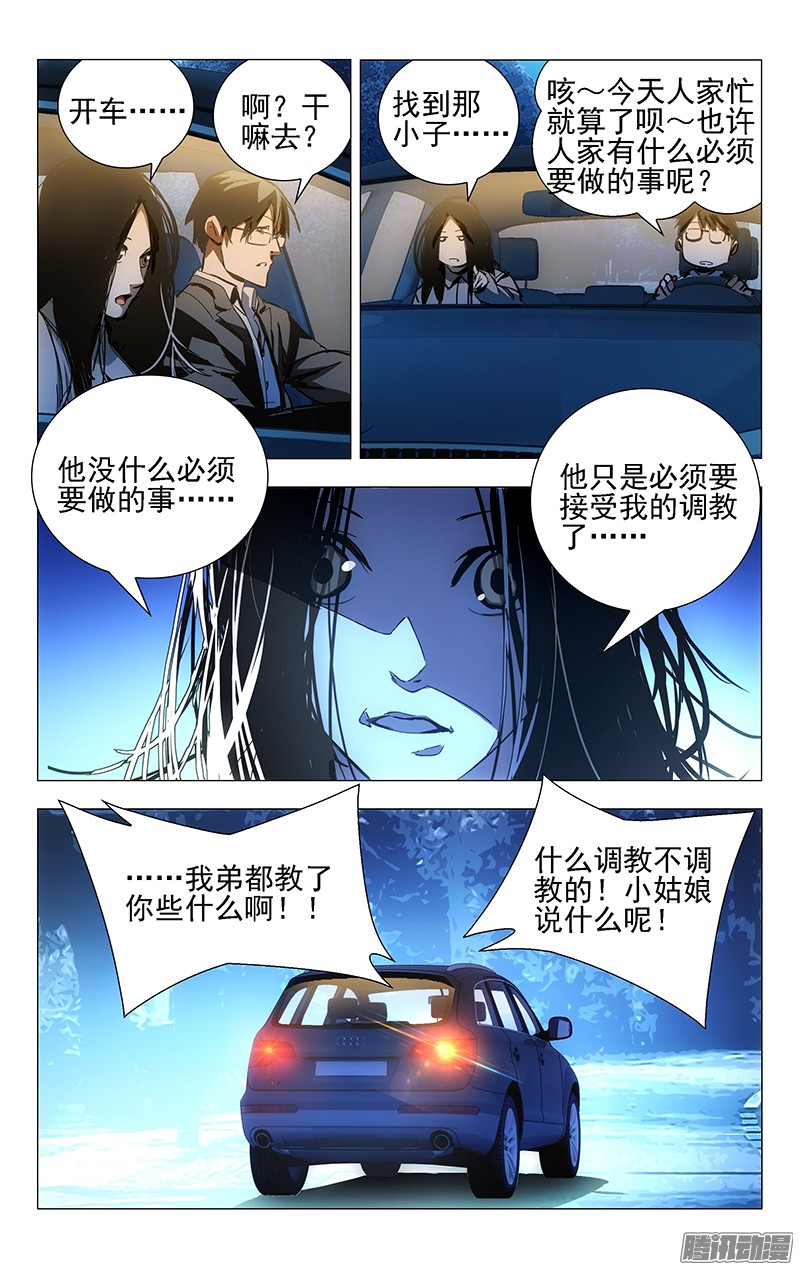 开车……
啊？干
嘛去？
找到那
小子……
咳～今天人家忙
就算了呗～也许
人家有什么必须
要做的事呢？
他没什么必须
要做的事……
他只是必须要
接受我的调教
了……
……我弟都教了
你些什么啊！！
什么调教不调
教的！小姑娘
说什么呢！
腾讯动漫